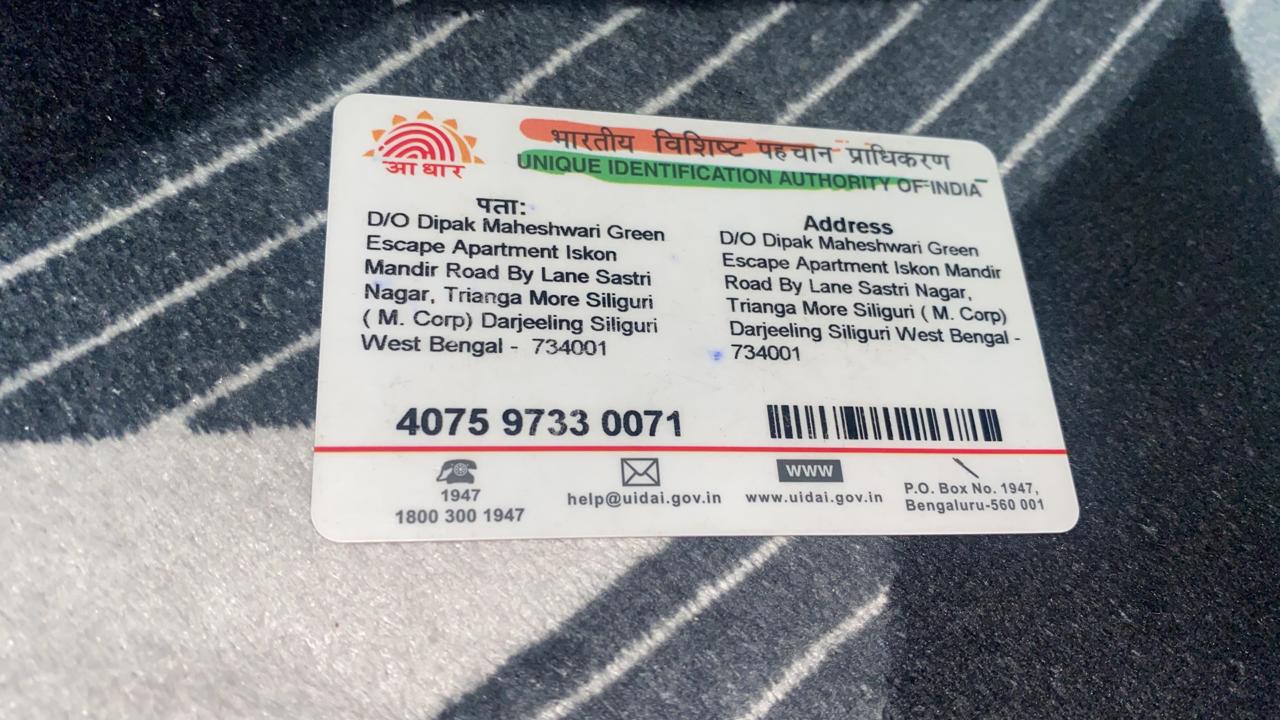 आधार
भारतीय विशिष्ट पहचान प्राधिकरण
UNIQUE IDENTIFICATION AUTHORITY OF INDIA
पता:
D/O Dipak Maheshwari Green
Escape Apartment Iskon
Mandir Road By Lane Sastri
Nagar, Trianga More Siliguri
( M. Corp) Darjeeling Siliguri
West Bengal - 734001
Address
D/O Dipak Maheshwari Green
Escape Apartment Iskon Mandir
Road By Lane Sastri Nagar,
Trianga More Siliguri ( M. Corp)
Darjeeling Siliguri West Bengal -
734001
4075 9733 0071
1947
1800 300 1947
help@uidai.gov.in
www
www.uidai.gov.in
P.O. Box No. 1947,
Bengaluru-560 001